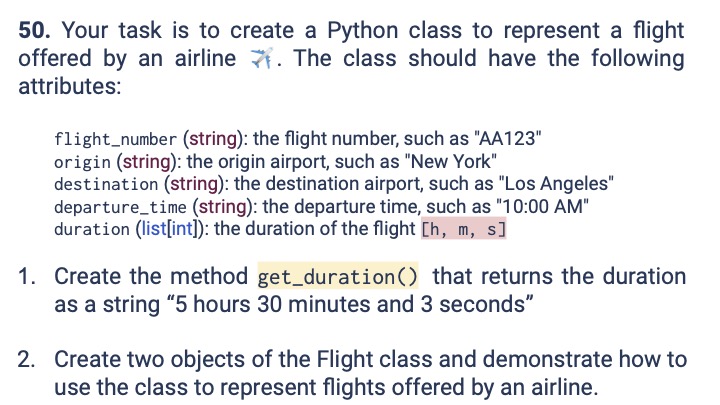 50. Your task is to create a Python class to represent a flight
offered by an airline ✈️. The class should have the following
attributes:
flight_number (string): the flight number, such as "AA123"
origin (string): the origin airport, such as "New York"
destination (string): the destination airport, such as "Los Angeles"
departure_time (string): the departure time, such as "10:00 AM"
duration (list[int]): the duration of the flight [h, m, s]
1. Create the method get_duration() that returns the duration
as a string “5 hours 30 minutes and 3 seconds”
2. Create two objects of the Flight class and demonstrate how to
use the class to represent flights offered by an airline.